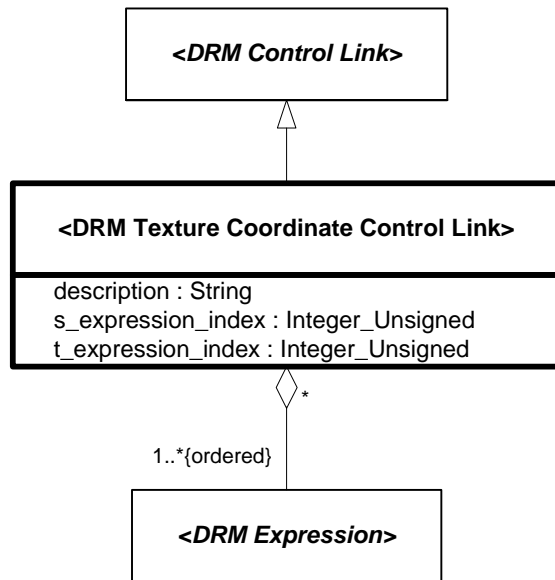 <DRM Control Link>
<DRM Texture Coordinate Control Link>
description : String
s_expression_index : Integer_Unsigned
t_expression_index : Integer_Unsigned
*
1..*{ordered}
<DRM Expression>